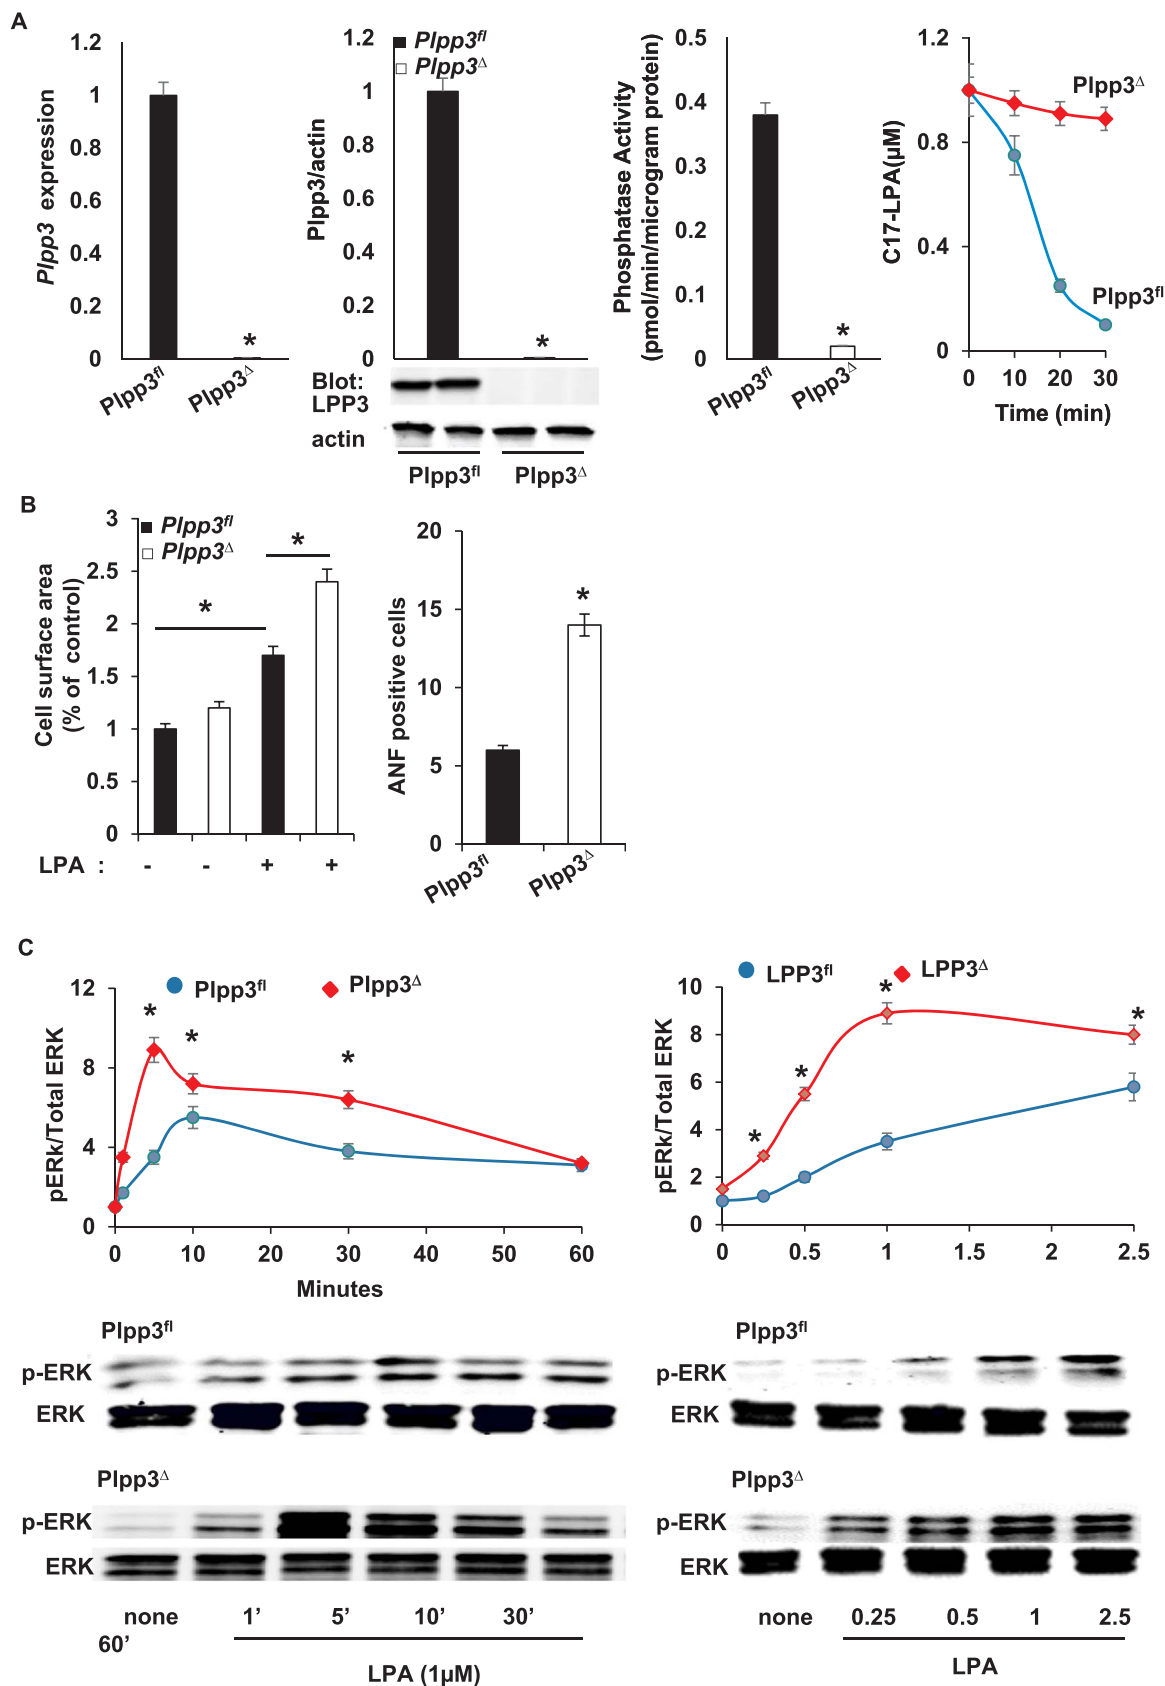 A
Plpp3 expression
1.2
1
0.8
0.6
0.4
0.2
0
*
Plpp3fl
Plpp3Δ
Plpp3/actin
1.2
1
0.8
0.6
0.4
0.2
0
Plpp3fl
Plpp3Δ
*
Blot:
LPP3
actin
Plpp3fl
Plpp3Δ
Phosphatase Activity
(pmol/min/microgram protein)
0.5
0.4
0.3
0.2
0.1
0
*
Plpp3fl
Plpp3Δ
C17-LPA(µM)
1.2
0.8
0.4
0
Plpp3Δ
Plpp3fl
0 10 20 30
Time (min)
B
Cell surface area
(% of control)
3
2.5
2
1.5
1
0.5
0
Plpp3fl
Plpp3Δ
*
*
LPA : - - + +
ANF positive cells
20
15
10
5
0
*
Plpp3fl
Plpp3Δ
C
pERk/Total ERK
12
8
4
0
Plpp3fl
Plpp3Δ
* * *
0 10 20 30 40 50 60
Minutes
pERk/Total ERK
10
8
6
4
2
0
LPP3fl
LPP3Δ
* * * * *
0 0.5 1 1.5 2 2.5
Plpp3fl
p-ERK
ERK
Plpp3Δ
p-ERK
ERK
none 1’ 5’ 10’ 30’
60’
LPA (1µM)
Plpp3fl
p-ERK
ERK
Plpp3Δ
p-ERK
ERK
none 0.25 0.5 1 2.5
LPA